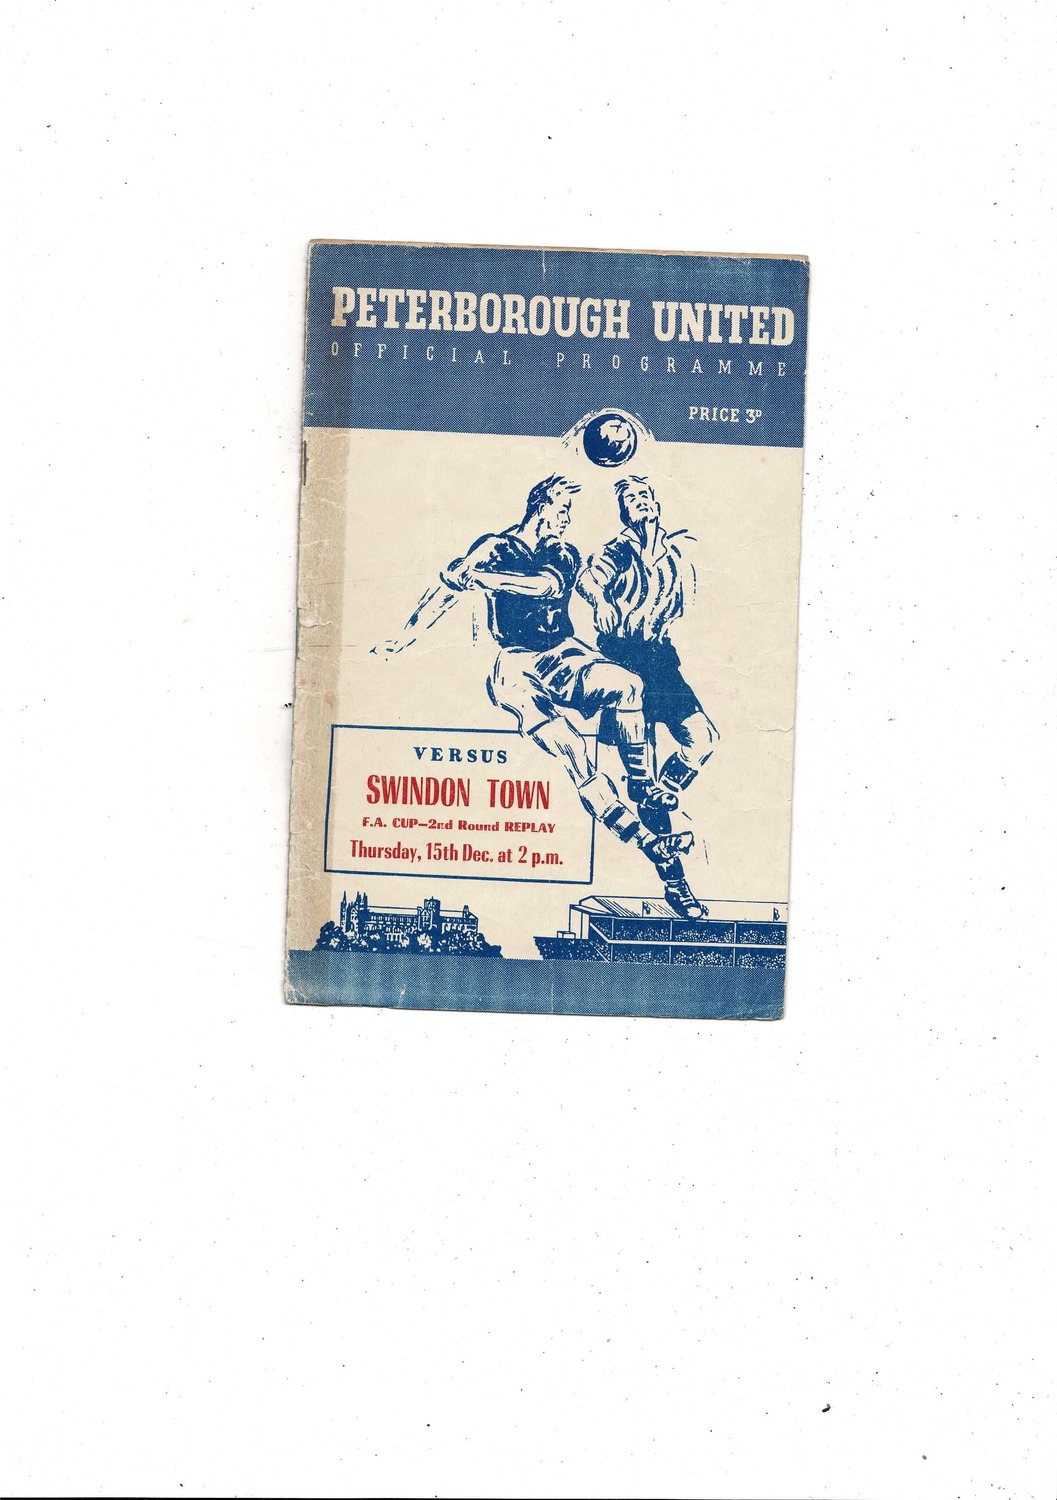 PETERBOROUGH UNITED
OFFICIAL PROGRAMME
PRICE 3D
VERSUS
SWINDON TOWN
F.A. CUP—2nd Round REPLAY
Thursday, 15th Dec. at 2 p.m.